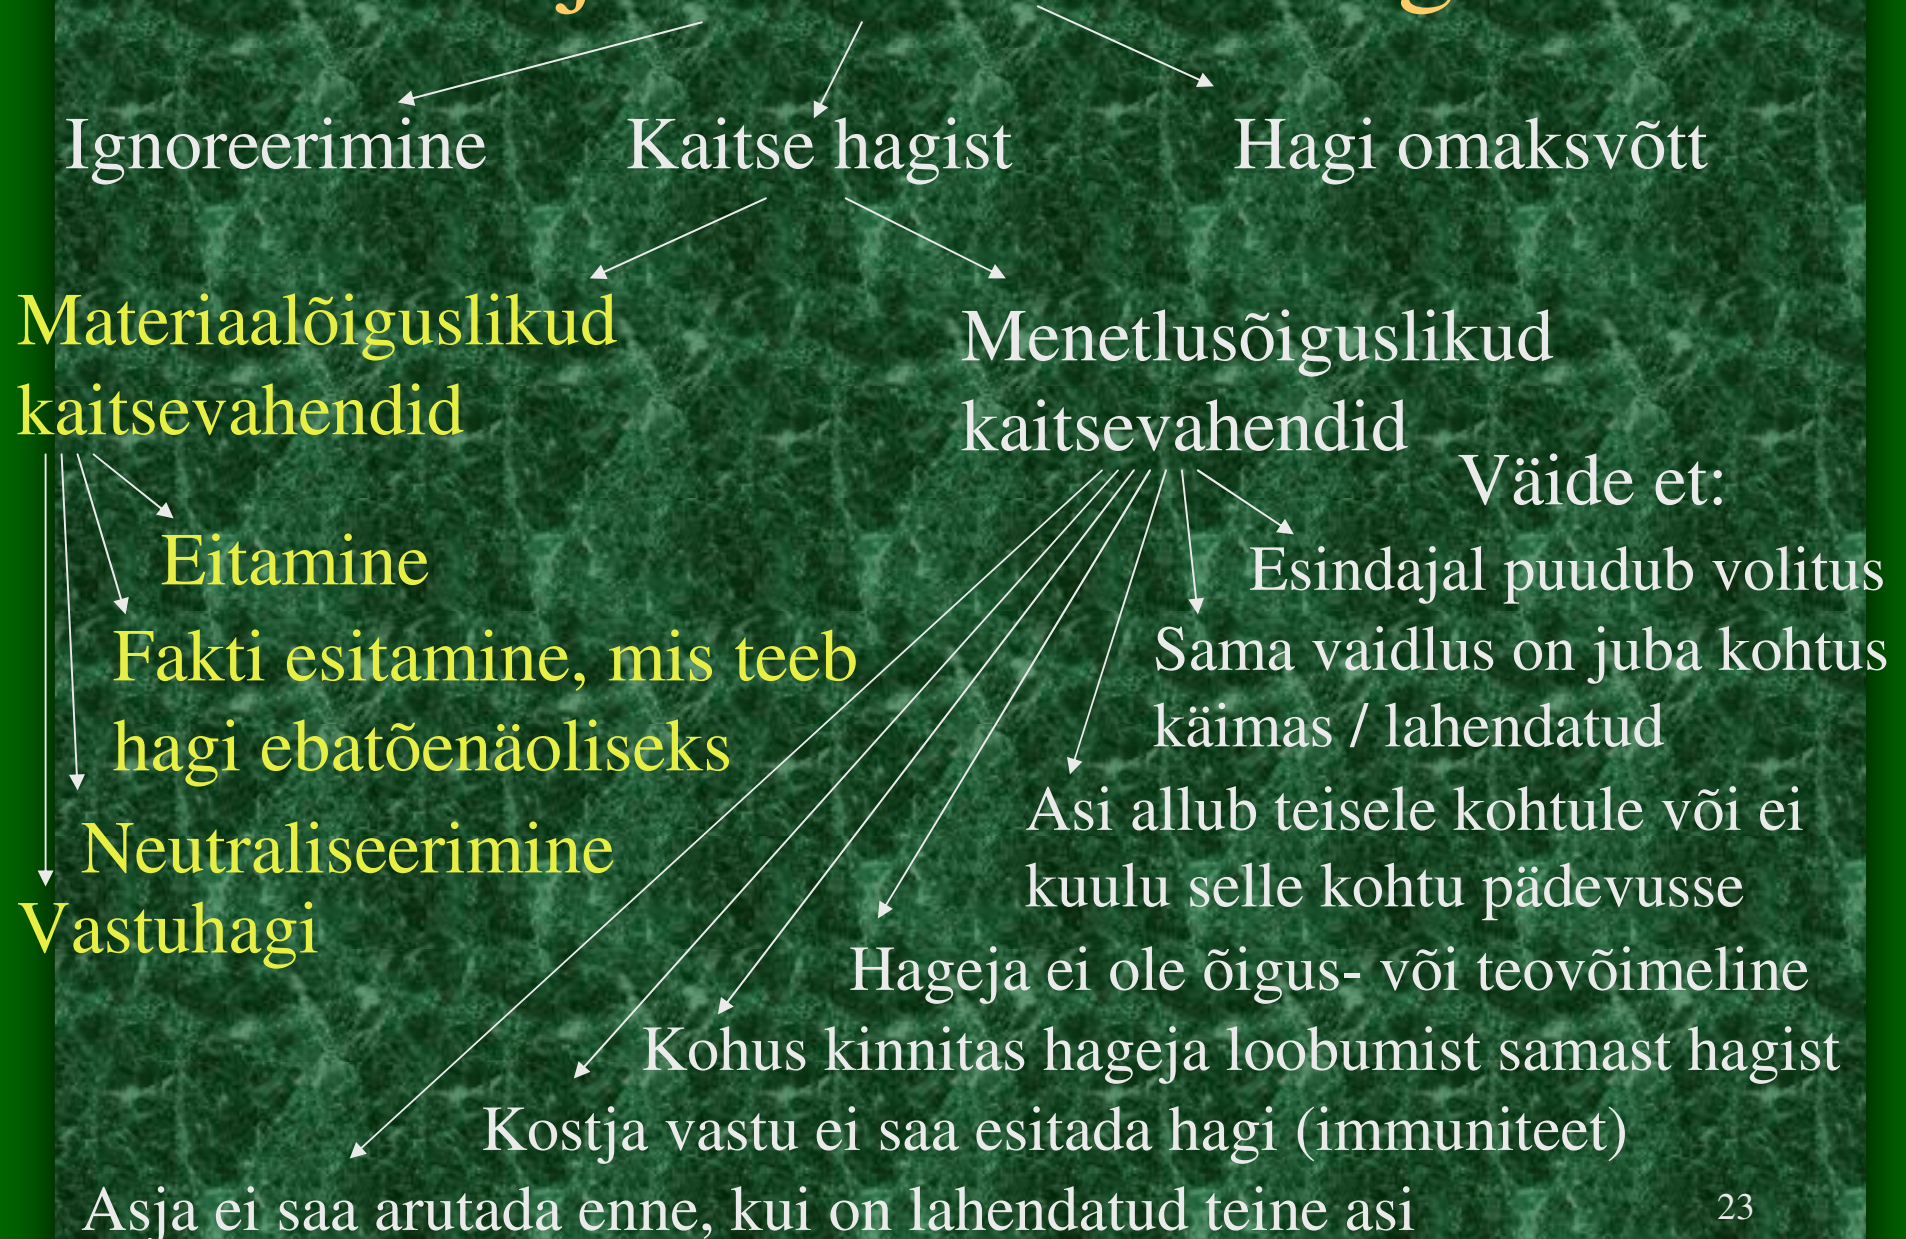 Ignoreerimine
Kaitse hagist
Hagi omaksvõtt
Materiaalõiguslikud
kaitsevahendid
Eitamine
Fakti esitamine, mis teeb
hagi ebatõenäoliseks
Neutraliseerimine
Vastuhagi
Menetlusõiguslikud
kaitsevahendid
Väide et:
Esindajal puudub volitus
Sama vaidlus on juba kohtus
käimas / lahendatud
Asi allub teisele kohtule või ei
kuulu selle kohtu pädevusse
Hageja ei ole õigus- või teovõimeline
Kohus kinnitas hageja loobumist samast hagist
Kostja vastu ei saa esitada hagi (immuniteet)
Asja ei saa arutada enne, kui on lahendatud teine asi
23